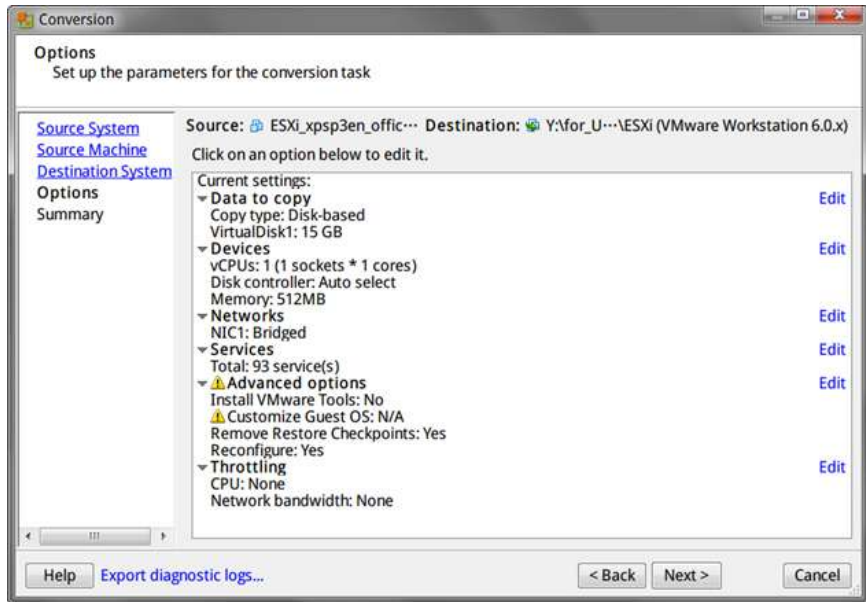 Conversion
Options
Set up the parameters for the conversion task
Source System
Source Machine
Destination System
Options
Summary
Source: ESXi_xpsp3en_offic··· Destination: Y:\for_U···\ESXi (VMware Workstation 6.0.x)
Click on an option below to edit it.
Current settings:
Data to copy Edit
Copy type: Disk-based
VirtualDisk1: 15 GB
Devices Edit
vCPUs: 1 (1 sockets * 1 cores)
Disk controller: Auto select
Memory: 512MB
Networks Edit
NIC1: Bridged
Services Edit
Total: 93 service(s)
Advanced options Edit
Install VMware Tools: No
Customize Guest OS: N/A
Remove Restore Checkpoints: Yes
Reconfigure: Yes
Throttling Edit
CPU: None
Network bandwidth: None
Help Export diagnostic logs... < Back Next > Cancel